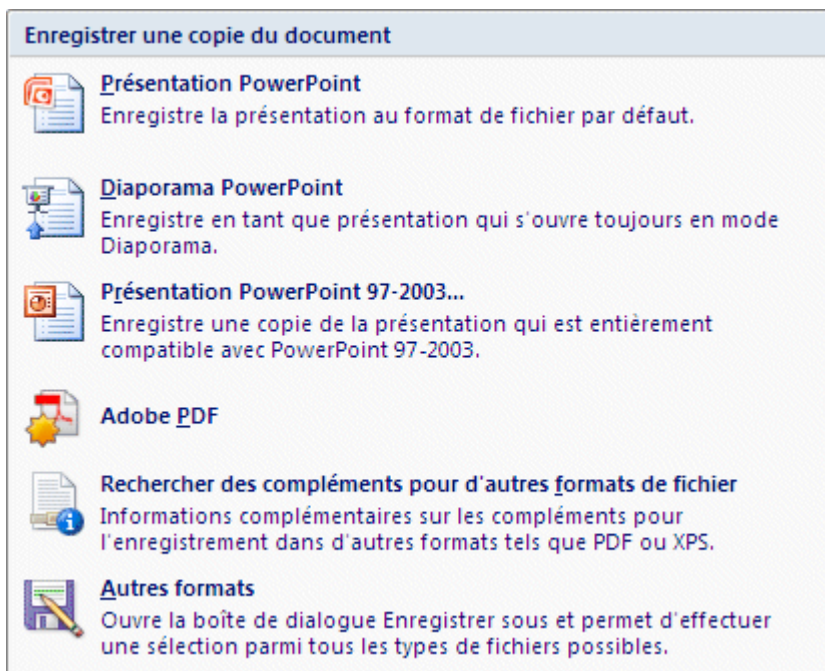 Enregistrer une copie du document
Présentation PowerPoint
Enregistre la présentation au format de fichier par défaut.
Diaporama PowerPoint
Enregistre en tant que présentation qui s'ouvre toujours en mode
Diaporama.
Présentation PowerPoint 97-2003...
Enregistre une copie de la présentation qui est entièrement
compatible avec PowerPoint 97-2003.
Adobe PDF
Rechercher des compléments pour d'autres formats de fichier
Informations complémentaires sur les compléments pour
l'enregistrement dans d'autres formats tels que PDF ou XPS.
Autres formats
Ouvre la boîte de dialogue Enregistrer sous et permet d'effectuer
une sélection parmi tous les types de fichiers possibles.